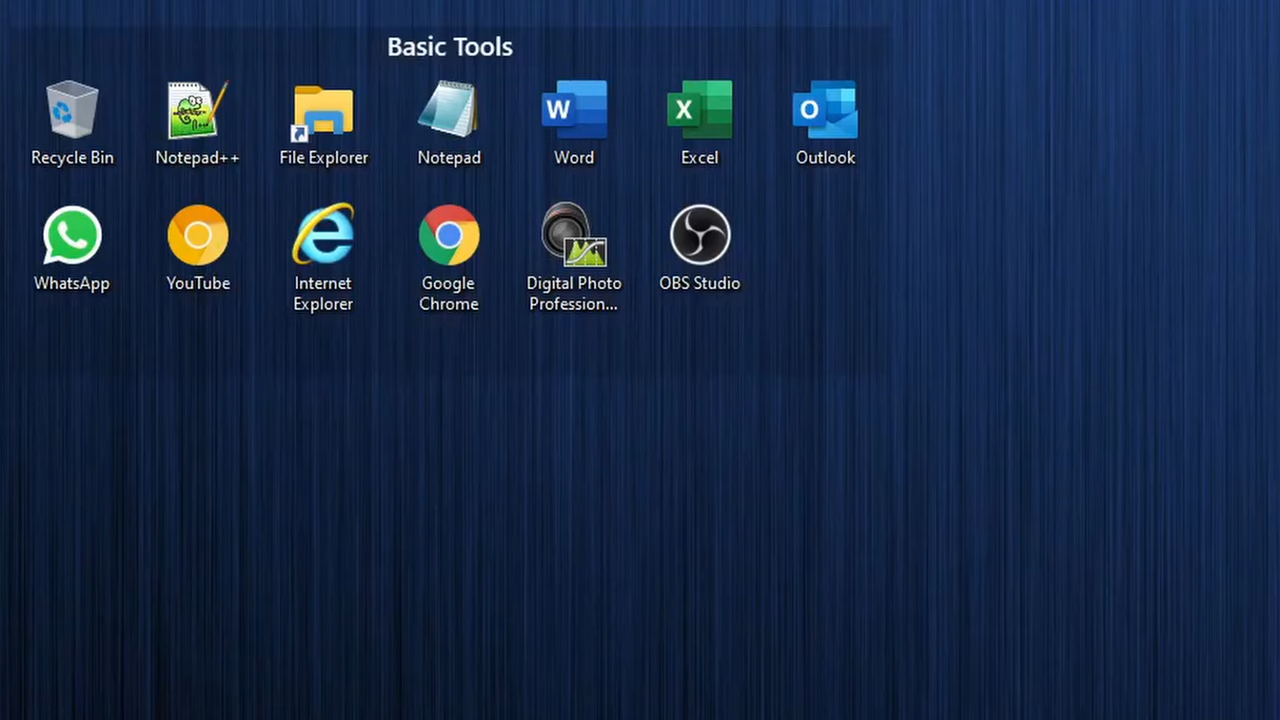 Basic Tools
Recycle Bin
Notepad++
File Explorer
Notepad
W
Word
X
Excel
O
Outlook
WhatsApp
YouTube
Internet
Explorer
Google
Chrome
Digital Photo
Profession...
OBS Studio